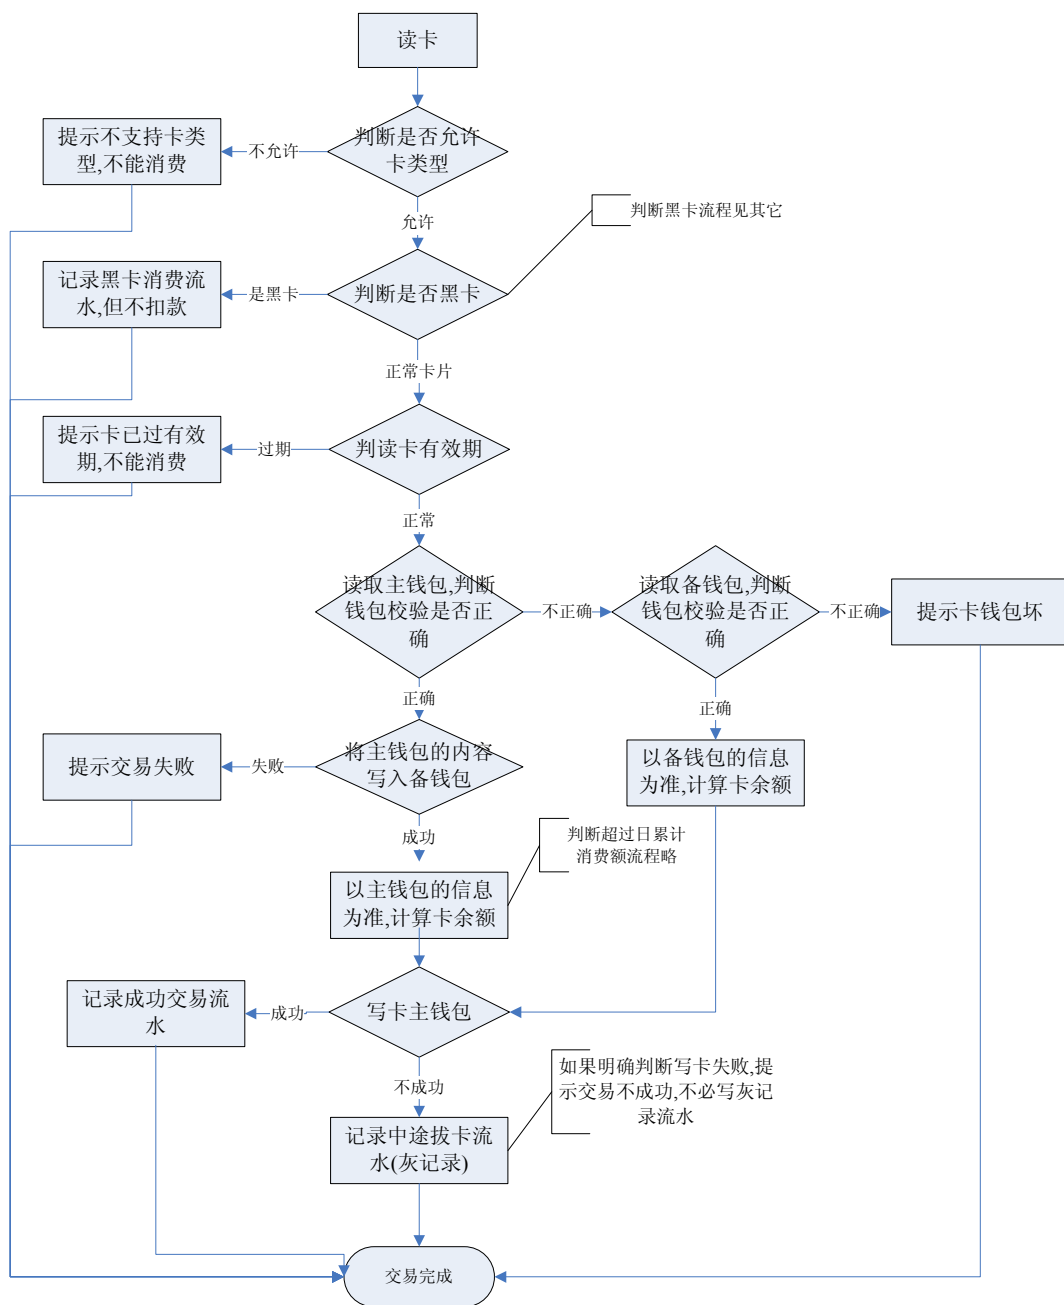 读卡
判断是否允许
卡类型
不允许
提示不支持卡类
型,不能消费
允许
判断黑卡流程见其它
判断是否黑卡
是黑卡
记录黑卡消费流
水,但不扣款
正常卡片
判读卡有效期
过期
提示卡已过有效
期,不能消费
正常
读取主钱包,判断
钱包校验是否正
确
不正确
读取备钱包,判断
钱包校验是否正
确
不正确
提示卡钱包坏
正确
正确
将主钱包的内容
写入备钱包
失败
提示交易失败
以备钱包的信息
为准,计算卡余额
成功
判断超过日累计
消费额流程略
以主钱包的信息
为准,计算卡余额
写卡主钱包
成功
记录成功交易流
水
不成功
如果明确判断写卡失败,提
示交易不成功,不必写灰记
录流水
记录中途拔卡流
水(灰记录)
交易完成